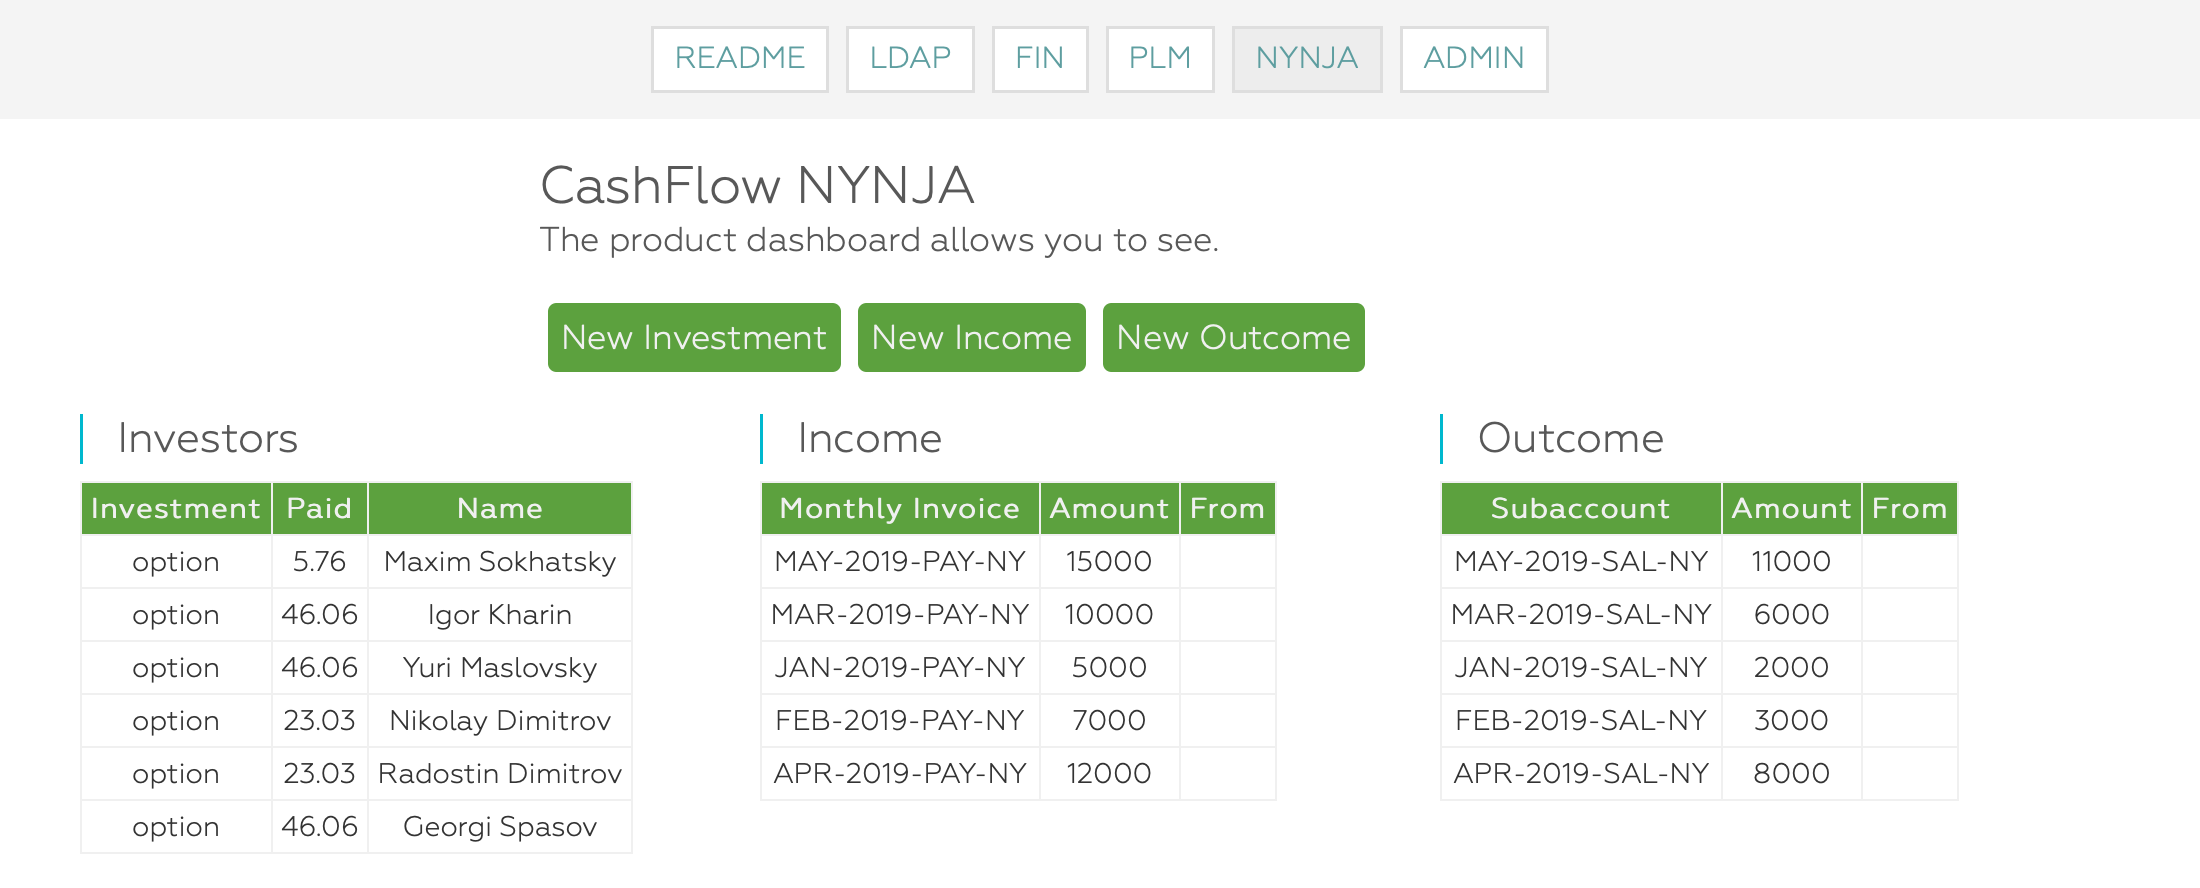 README LDAP FIN PLM NYNJA ADMIN
CashFlow NYNJA
The product dashboard allows you to see.
New Investment New Income New Outcome
Investors
Investment Paid Name
option 5.76 Maxim Sokhatsky
option 46.06 Igor Kharin
option 46.06 Yuri Maslovsky
option 23.03 Nikolay Dimitrov
option 23.03 Radostin Dimitrov
option 46.06 Georgi Spasov
Income
Monthly Invoice Amount From
MAY-2019-PAY-NY 15000
MAR-2019-PAY-NY 10000
JAN-2019-PAY-NY 5000
FEB-2019-PAY-NY 7000
APR-2019-PAY-NY 12000
Outcome
Subaccount Amount From
MAY-2019-SAL-NY 11000
MAR-2019-SAL-NY 6000
JAN-2019-SAL-NY 2000
FEB-2019-SAL-NY 3000
APR-2019-SAL-NY 8000